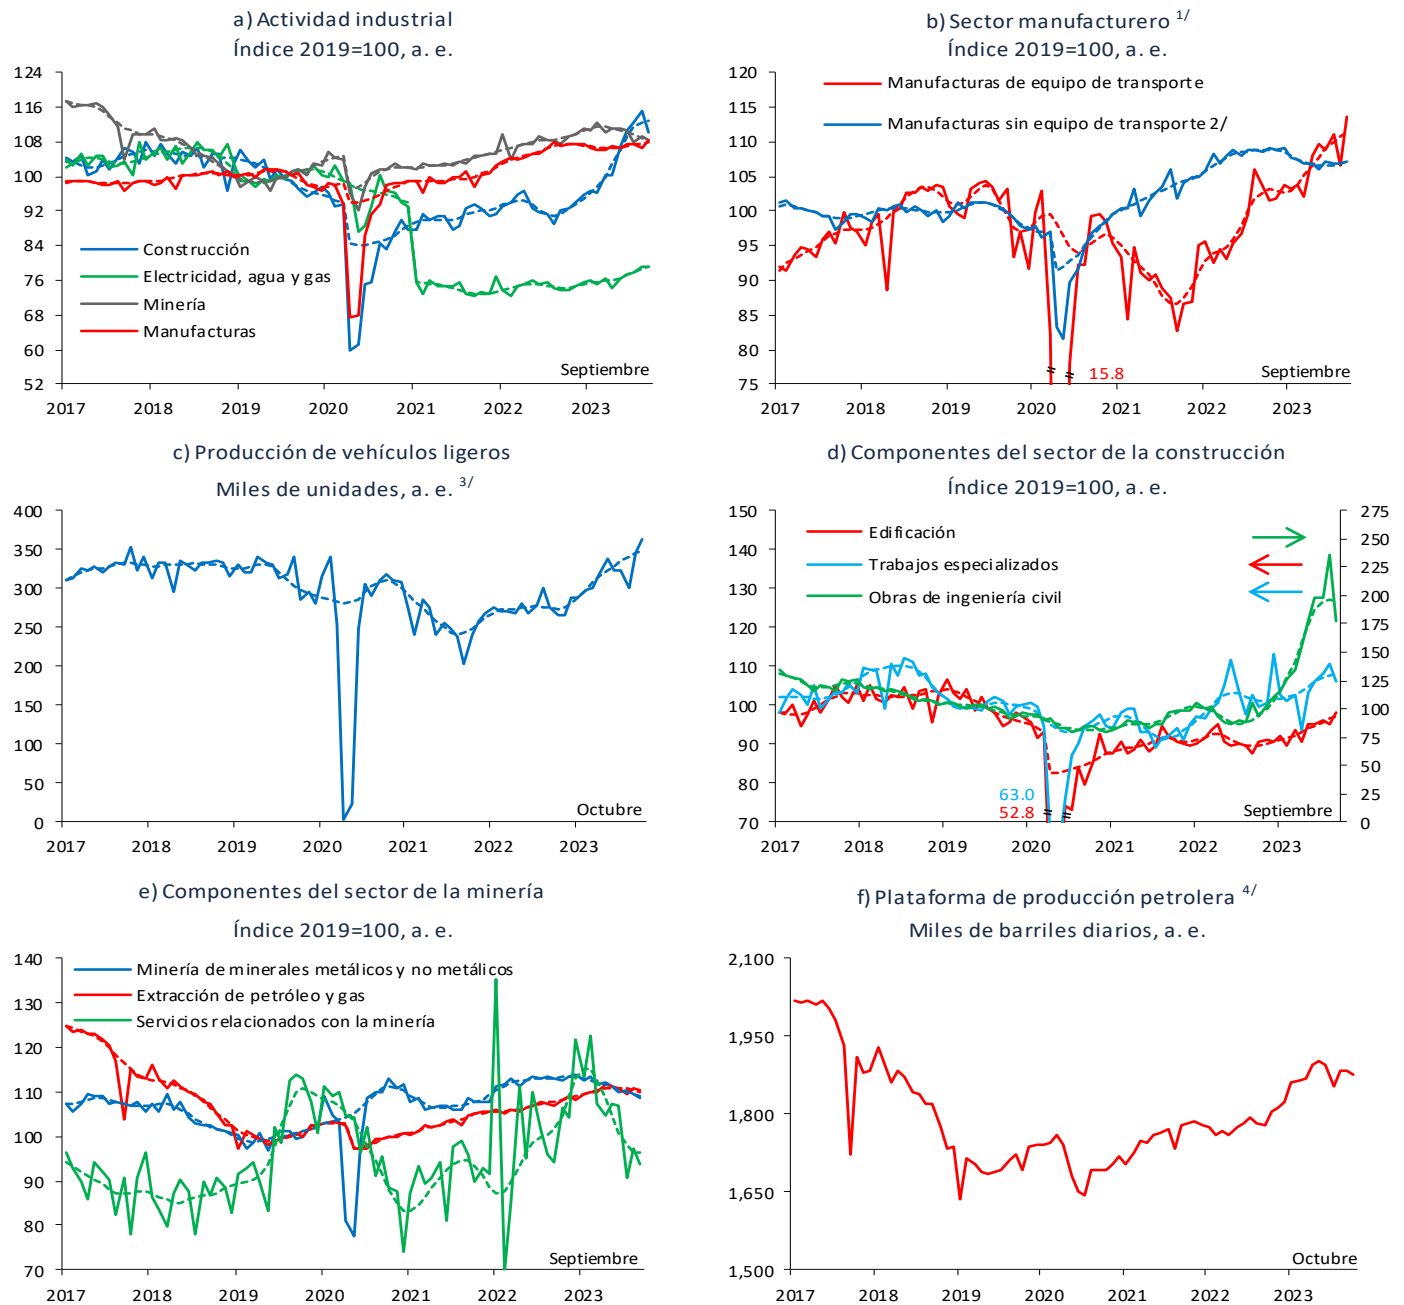 a) Actividad industrial
Índice 2019=100, a. e.
124
116
108
100
92
84
76
68
60
52
Construcción
Electricidad, agua y gas
Minería
Manufacturas
Septiembre
2017 2018 2019 2020 2021 2022 2023
b) Sector manufacturero 1/
Índice 2019=100, a. e.
120
115
110
105
100
95
90
85
80
75
Manufacturas de equipo de transporte
Manufacturas sin equipo de transporte 2/
15.8
Septiembre
2017 2018 2019 2020 2021 2022 2023
c) Producción de vehículos ligeros
Miles de unidades, a. e. 3/
400
350
300
250
200
150
100
50
0
Octubre
2017 2018 2019 2020 2021 2022 2023
d) Componentes del sector de la construcción
Índice 2019=100, a. e.
150
140
130
120
110
100
90
80
70
Edificación
Trabajos especializados
Obras de ingeniería civil
275
250
225
200
175
150
125
100
75
50
25
0
63.0
52.8
Septiembre
2017 2018 2019 2020 2021 2022 2023
e) Componentes del sector de la minería
Índice 2019=100, a. e.
140
130
120
110
100
90
80
70
Minería de minerales metálicos y no metálicos
Extracción de petróleo y gas
Servicios relacionados con la minería
Septiembre
2017 2018 2019 2020 2021 2022 2023
f) Plataforma de producción petrolera 4/
Miles de barriles diarios, a. e.
2,100
1,950
1,800
1,650
1,500
Octubre
2017 2018 2019 2020 2021 2022 2023